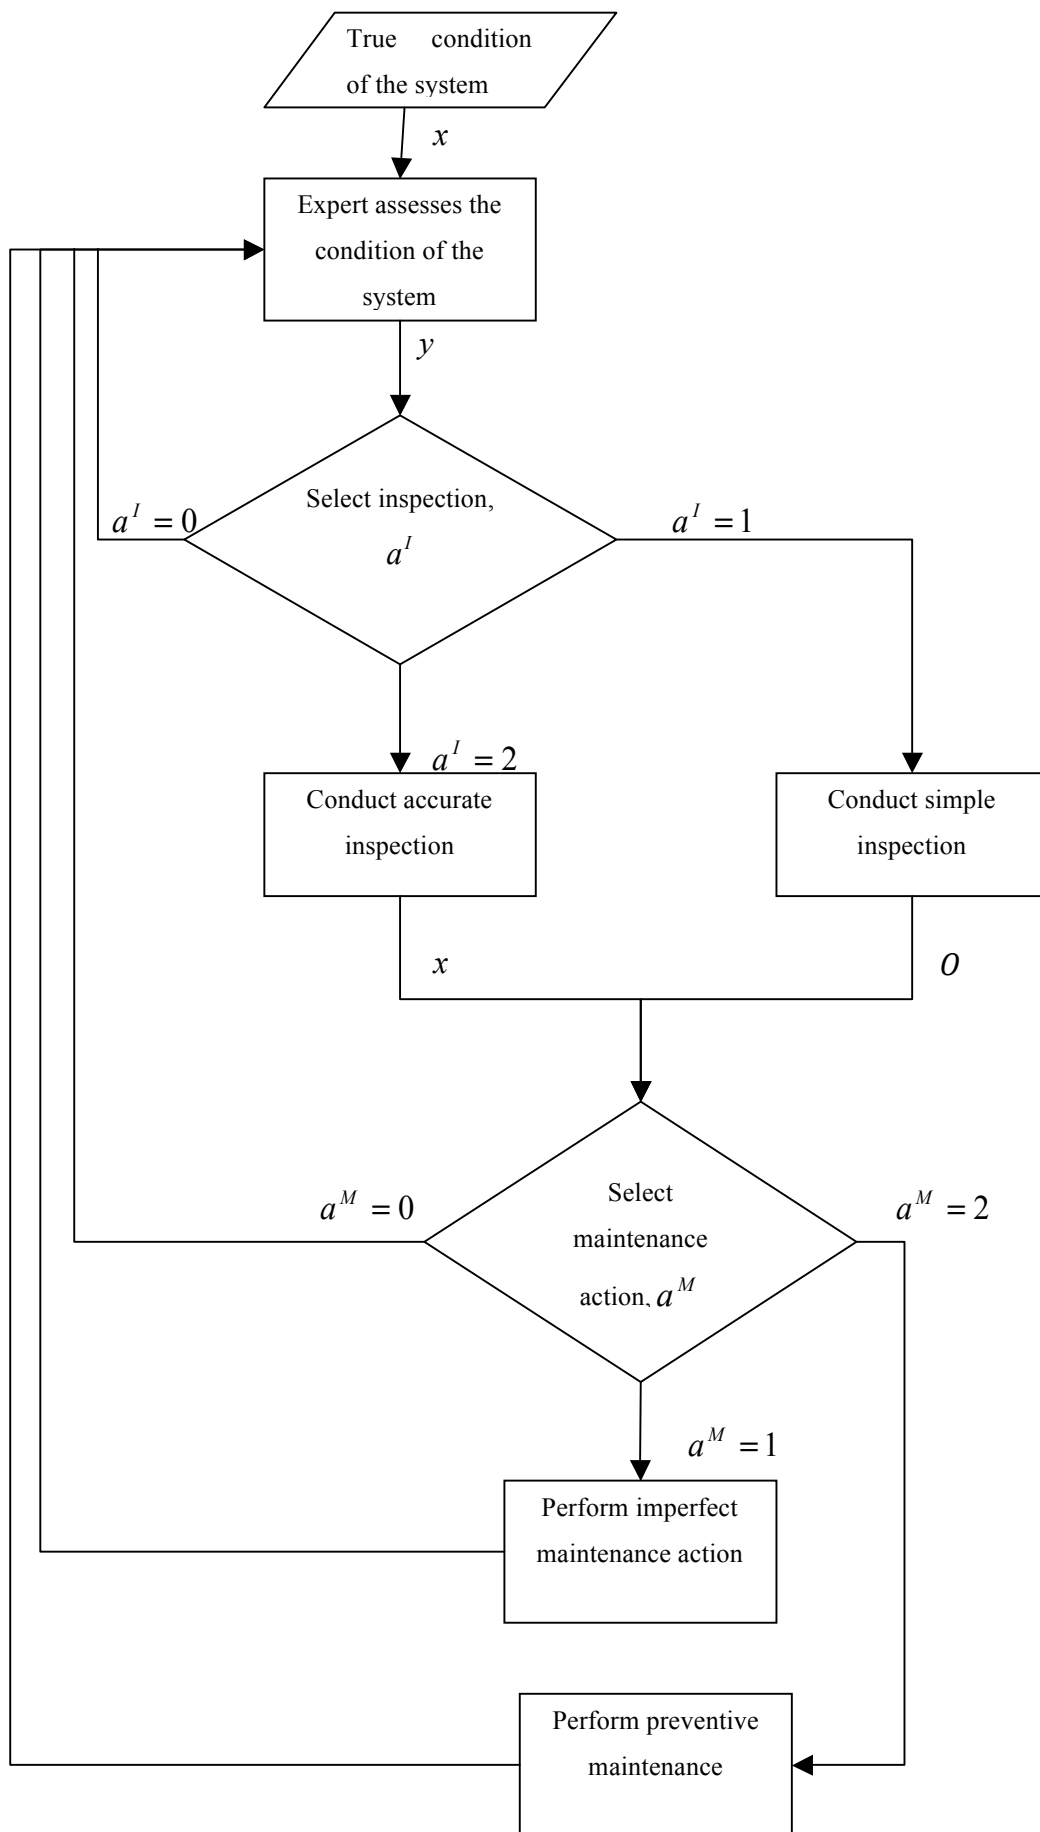 True condition
of the system
x
Expert assesses the
condition of the
system
y
Select inspection,
a^I
a^I = 0
a^I = 1
a^I = 2
Conduct accurate
inspection
Conduct simple
inspection
x
O
Select
maintenance
action, a^M
a^M = 0
a^M = 2
a^M = 1
Perform imperfect
maintenance action
Perform preventive
maintenance